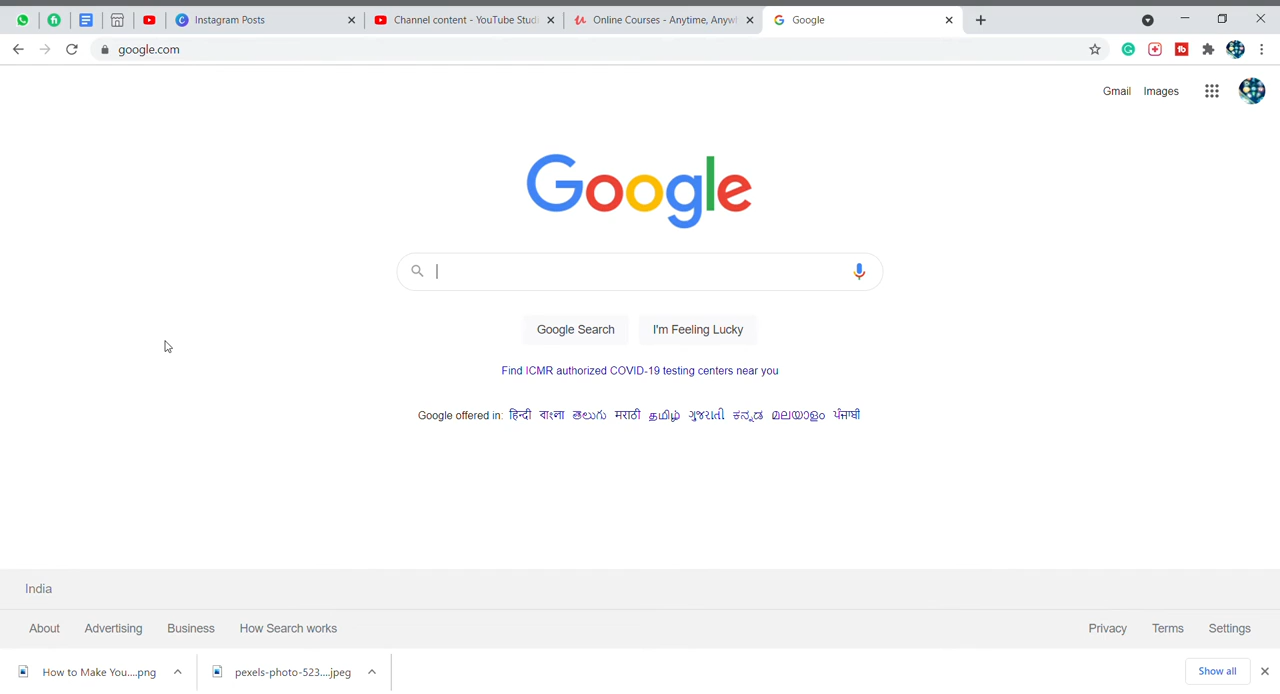 Instagram Posts
Channel content - YouTube Studi
Online Courses - Anytime, Anyw
Google
google.com
Gmail Images
Google
Google Search I'm Feeling Lucky
Find ICMR authorized COVID-19 testing centers near you
Google offered in: हिन्दी বাংলা తెలుగు मराठी தமிழ் ગુજરાતી ಕನ್ನಡ മലയാളം ਪੰਜਾਬੀ
India
About Advertising Business How Search works Privacy Terms Settings
How to Make You....png pexels-photo-523....jpeg Show all